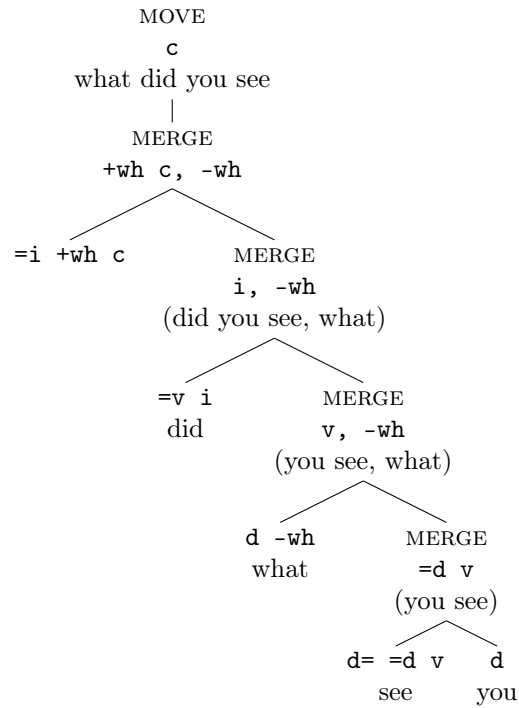 MOVE
c
what did you see
MERGE
+wh c, -wh
=i +wh c MERGE
i, -wh
(did you see, what)
=v i MERGE
did v, -wh
(you see, what)
d -wh MERGE
what =d v
(you see)
d= =d v d
see you